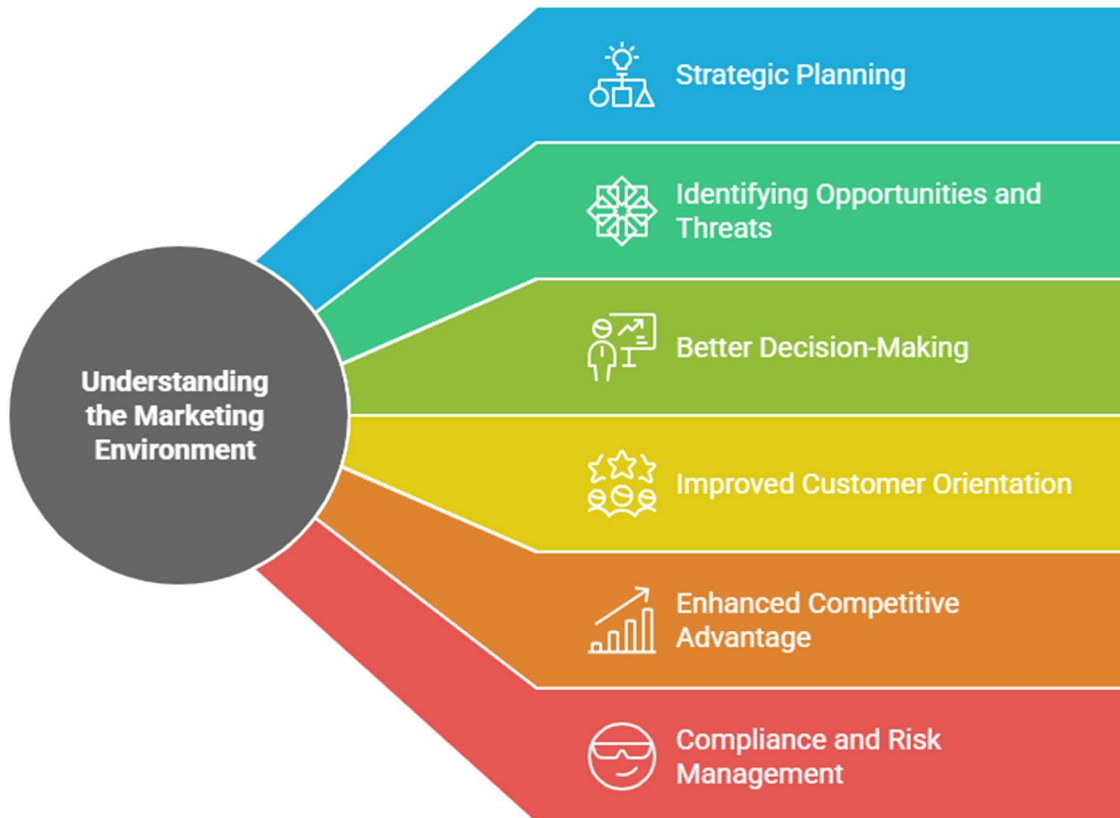 Understanding
the Marketing
Environment
Strategic Planning
Identifying Opportunities and
Threats
Better Decision-Making
Improved Customer Orientation
Enhanced Competitive
Advantage
Compliance and Risk
Management